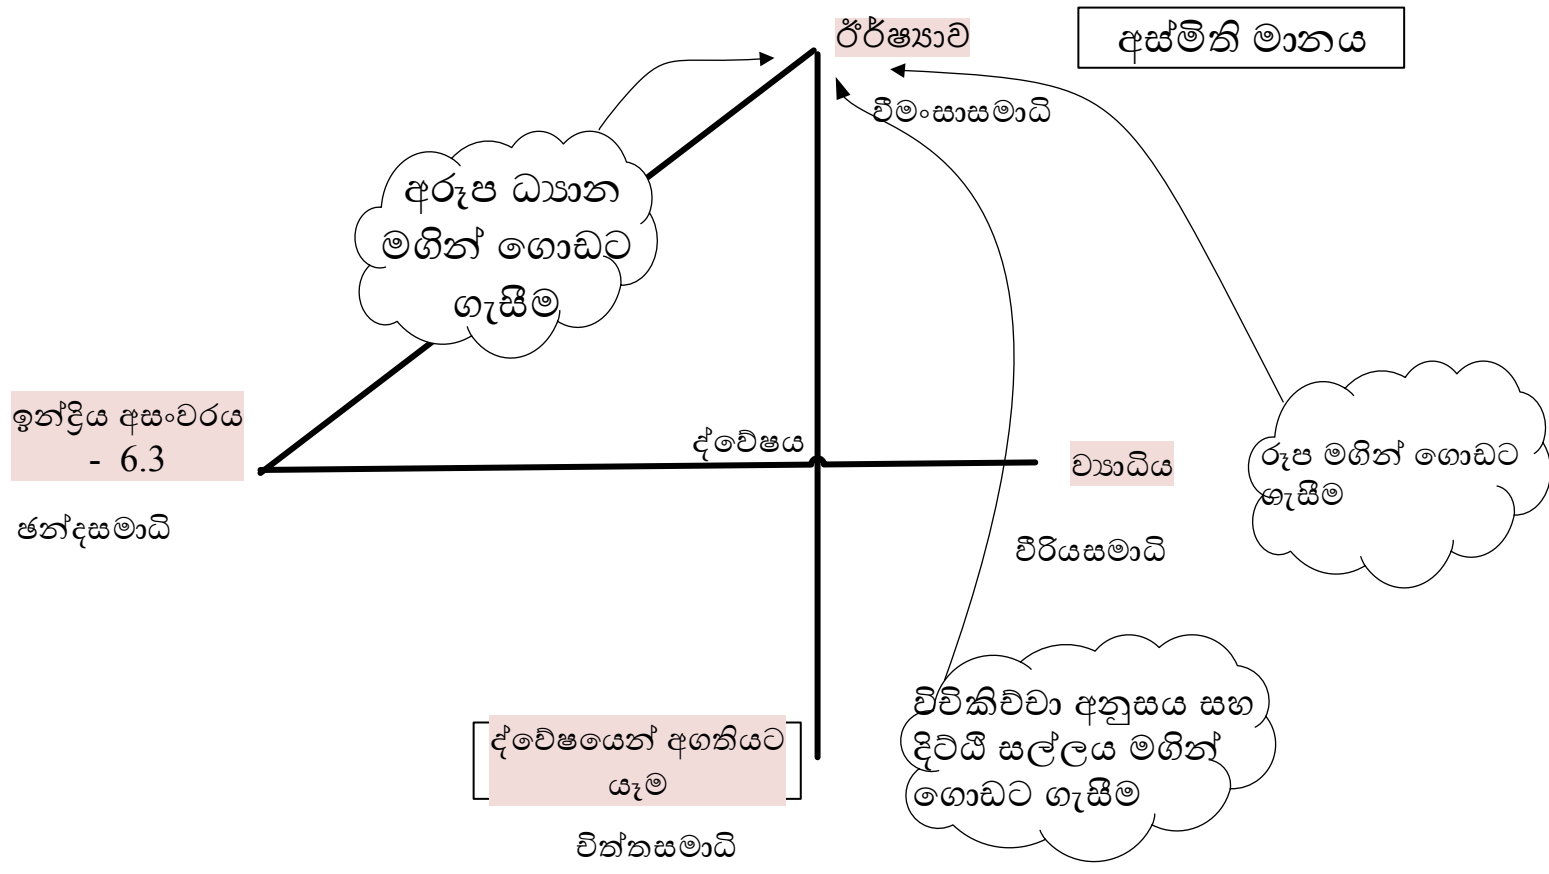 ඊර්ෂ්‍යාව
අස්මිති මානය
වීමංසාසමාධි
අරූප ධ්‍යාන
මගින් ගොඩට
ගැසීම
ඉන්ද්‍රිය අසංවරය
- 6.3
ඡන්දසමාධි
ද්වේෂය
ව්‍යාධිය
වීරියසමාධි
රූප මගින් ගොඩට
ගැසීම
ද්වේෂයෙන් අගතියට
යෑම
චිත්තසමාධි
විචිකිච්චා අනුසය සහ
දිට්ඨි සල්ලය මගින්
ගොඩට ගැසීම